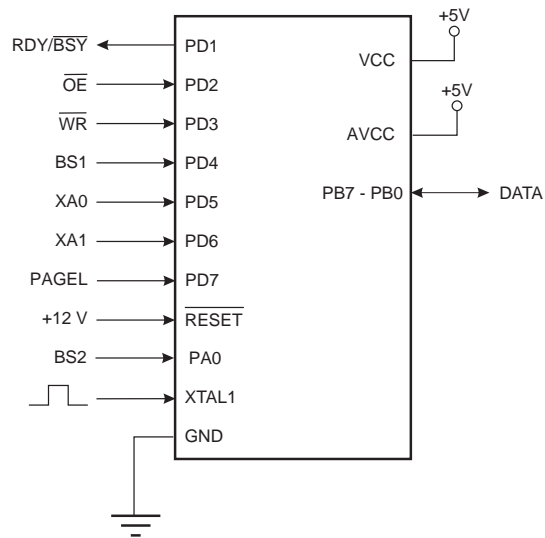 +5V
RDY/BSY PD1 VCC
OE PD2 +5V
WR PD3 AVCC
BS1 PD4
XA0 PD5 PB7 - PB0 DATA
XA1 PD6
PAGEL PD7
+12 V RESET
BS2 PA0
XTAL1
GND